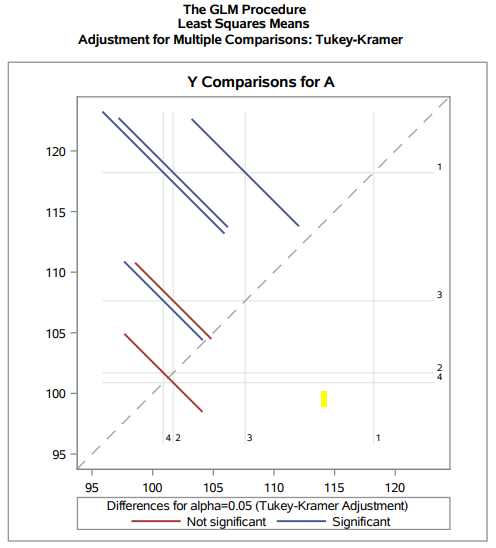 The GLM Procedure
Least Squares Means
Adjustment for Multiple Comparisons: Tukey-Kramer
Y Comparisons for A
120
115
110
105
100
95
1
3
2
4
4 2 3 1
95 100 105 110 115 120
Differences for alpha=0.05 (Tukey-Kramer Adjustment)
Not significant Significant